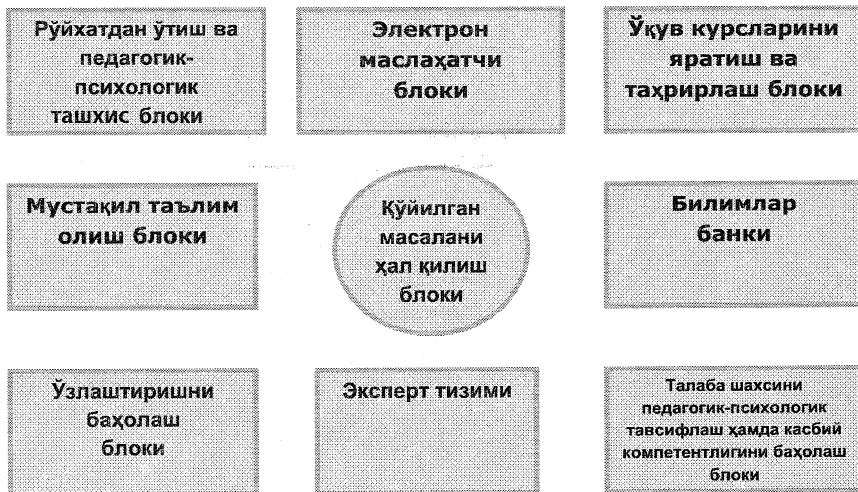 Рўйхатдан ўтиш ва
педагогик-
психологик
ташхис блоки
Электрон
маслаҳатчи
блоки
Ўқув курсларини
яратиш ва
таҳрирлаш блоки
Мустақил таълим
олиш блоки
Қўйилган
масалани
ҳал қилиш
блоки
Билимлар
банки
Ўзлаштиришни
баҳолаш
блоки
Эксперт тизими
Талаба шахсини
педагогик-психологик
тавсифлаш ҳамда касбий
компетентлигини баҳолаш
блоки